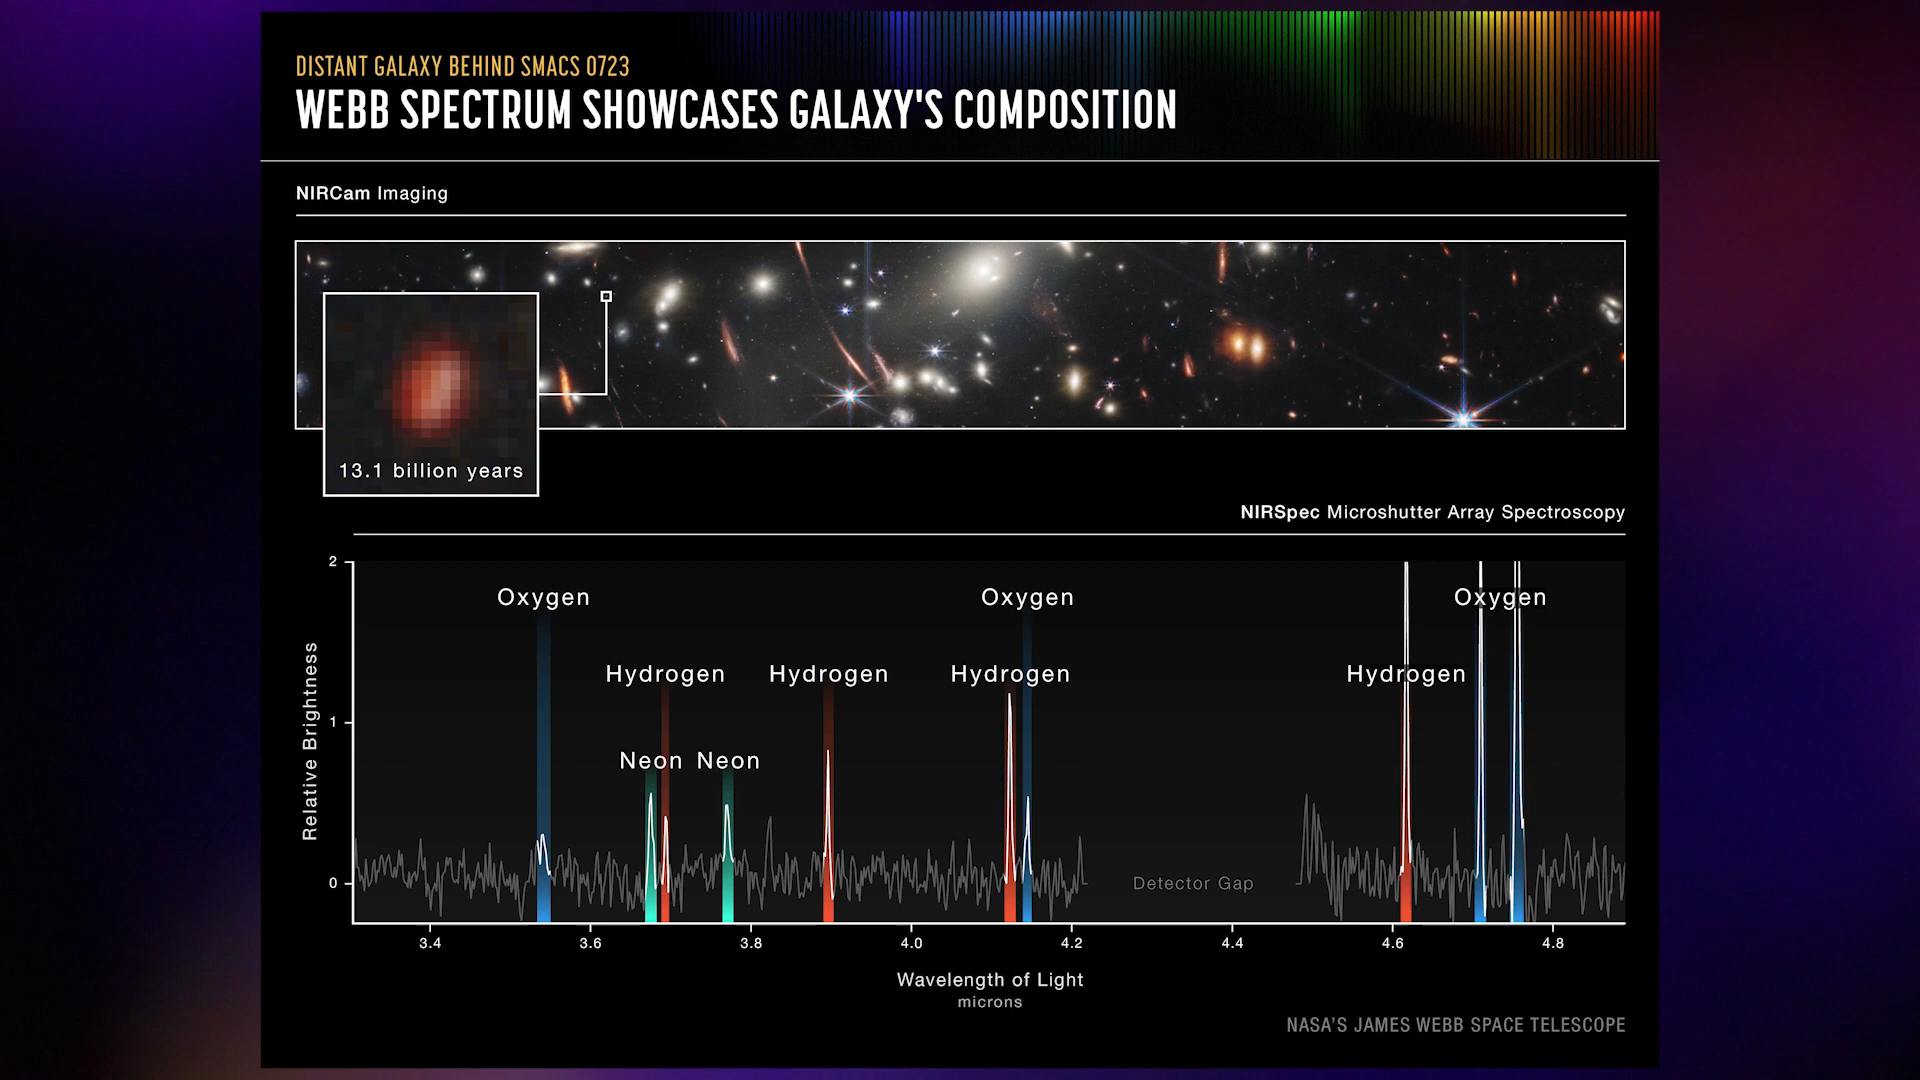 DISTANT GALAXY BEHIND SMACS 0723
WEBB SPECTRUM SHOWCASES GALAXY'S COMPOSITION
NIRCam Imaging
13.1 billion years
NIRSpec Microshutter Array Spectroscopy
2
Oxygen
Oxygen
Oxygen
Hydrogen
Hydrogen
Hydrogen
Hydrogen
1
Neon
Neon
Relative Brightness
0
Detector Gap
3.4
3.6
3.8
4.0
4.2
4.4
4.6
4.8
Wavelength of Light
microns
NASA'S JAMES WEBB SPACE TELESCOPE